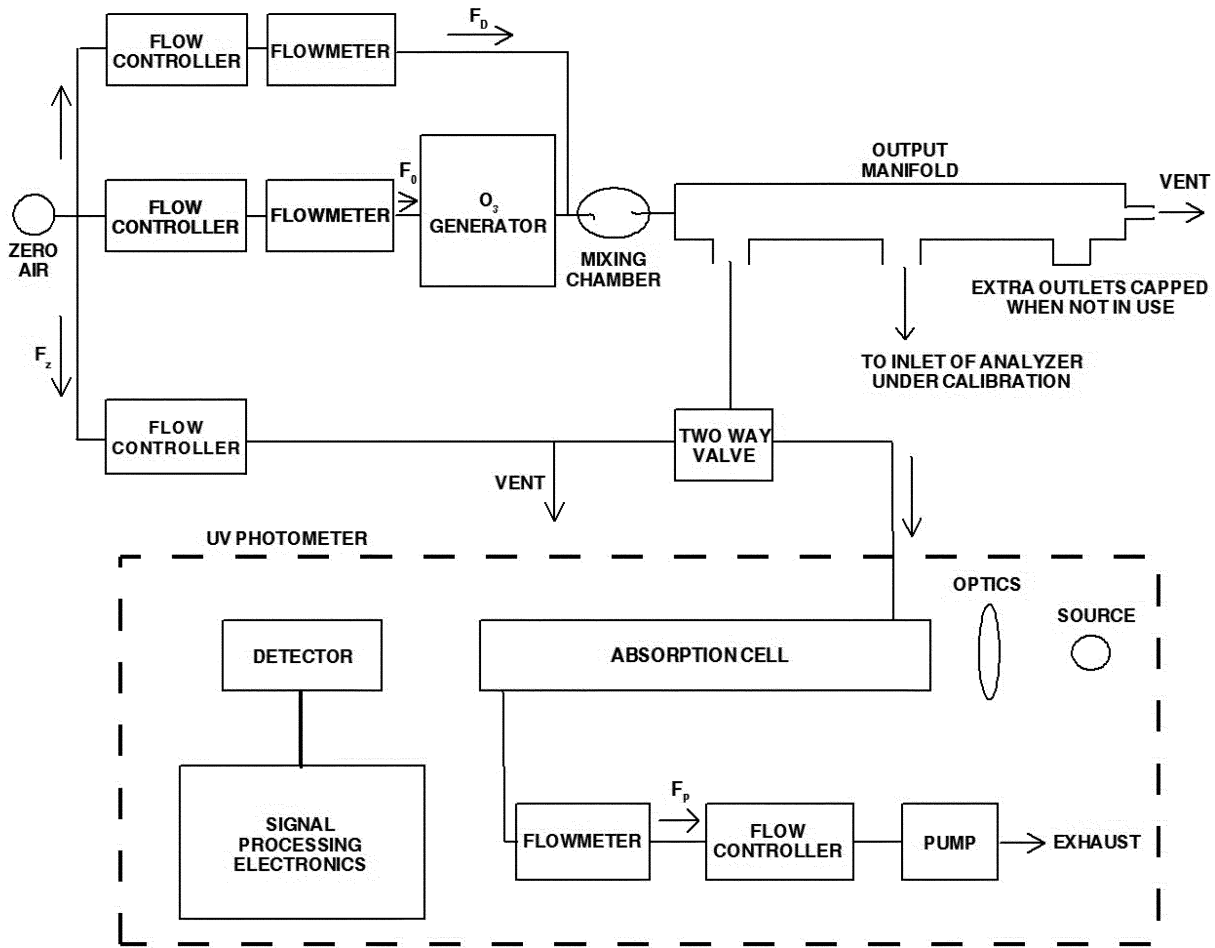 F_D
FLOW
CONTROLLER
FLOWMETER
F_0
FLOW
CONTROLLER
FLOWMETER
O_3
GENERATOR
OUTPUT
MANIFOLD
VENT
ZERO
AIR
MIXING
CHAMBER
EXTRA OUTLETS CAPPED
WHEN NOT IN USE
F_z
TO INLET OF ANALYZER
UNDER CALIBRATION
FLOW
CONTROLLER
TWO WAY
VALVE
VENT
UV PHOTOMETER
OPTICS
SOURCE
DETECTOR
ABSORPTION CELL
SIGNAL
PROCESSING
ELECTRONICS
F_p
FLOWMETER
FLOW
CONTROLLER
PUMP
EXHAUST